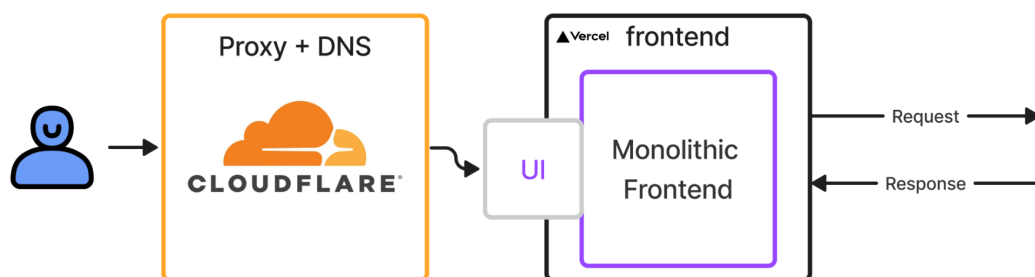 Proxy + DNS
CLOUDFLARE
UI
Vercel frontend
Monolithic
Frontend
Request
Response